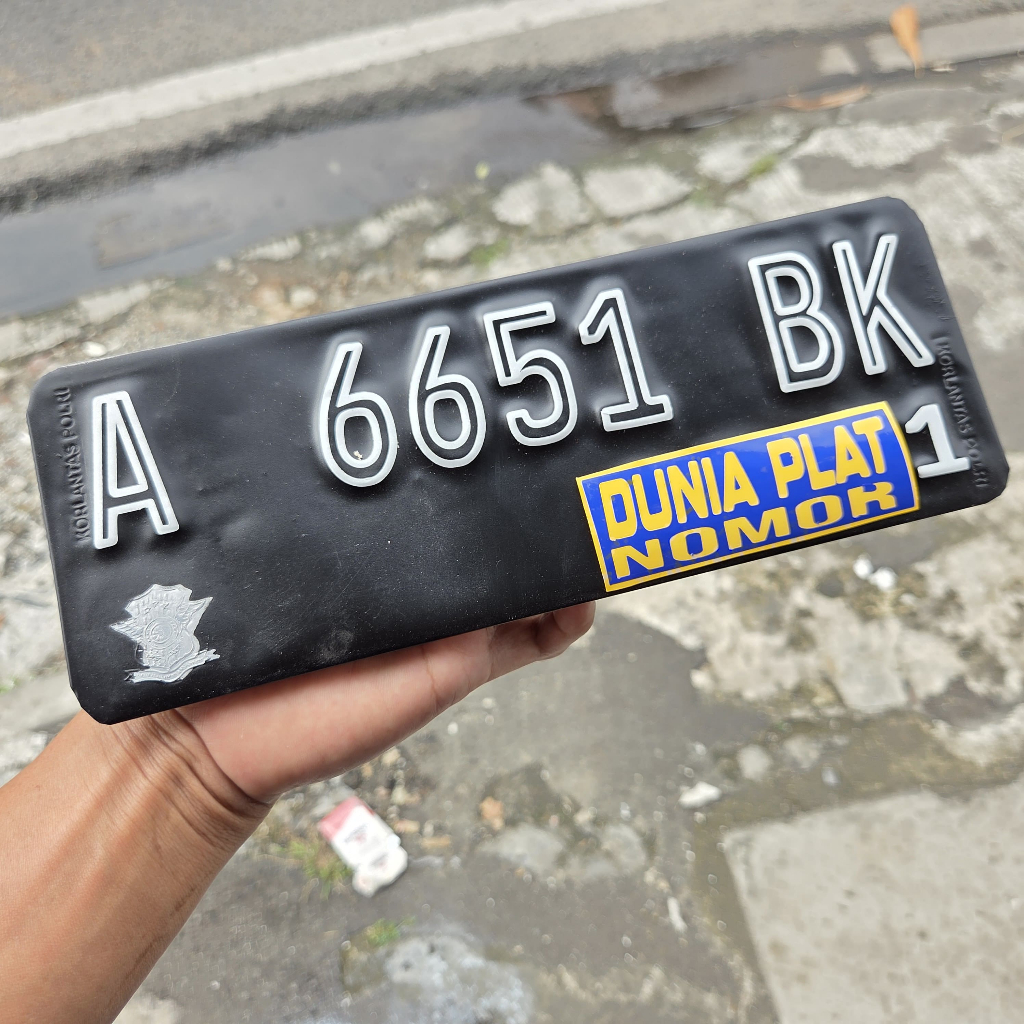 A 6651 BK
KORLANTAS POLRI
KORLANTAS POLRI
DUNIA PLAT
NOMOR
1